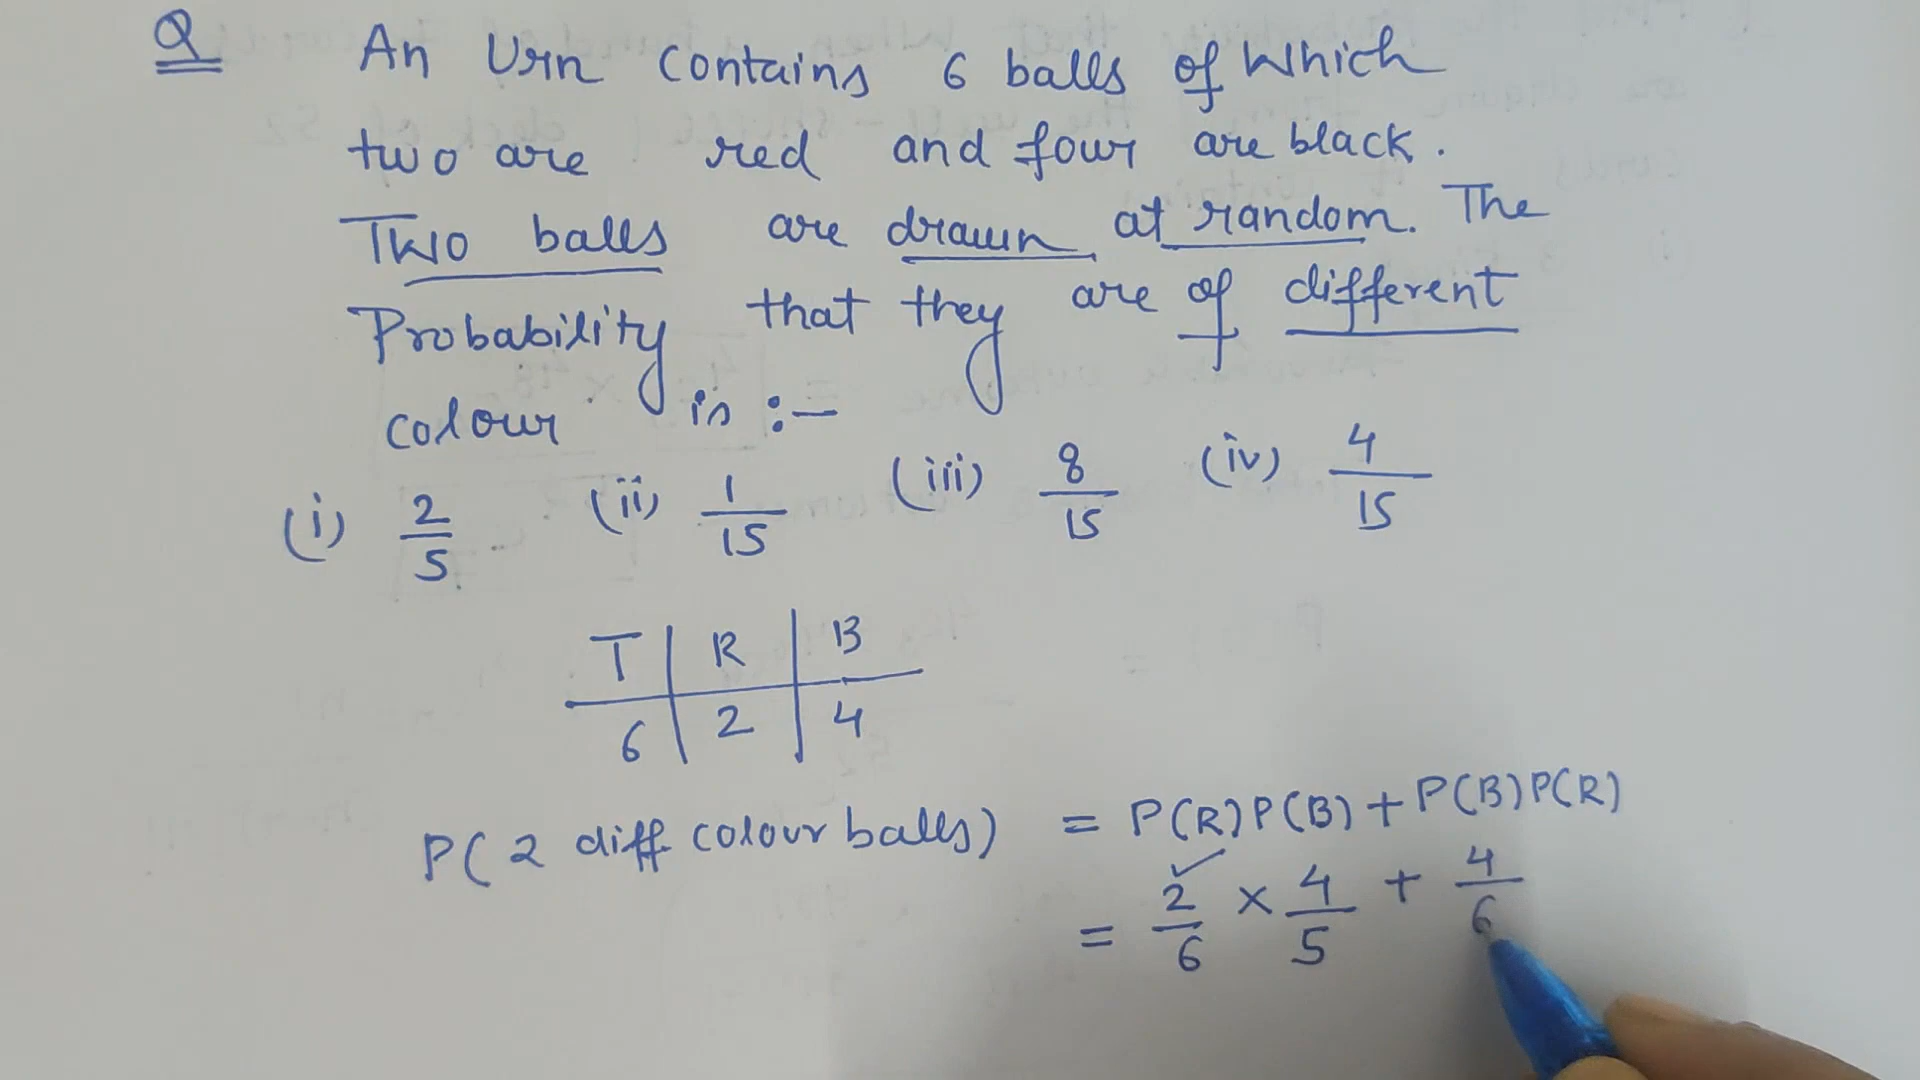 Q An Urn contains 6 balls of which
two are red and four are black.
Two balls are drawn at random. The
Probability that they are of different
colour is :-
(i) 2/5 (ii) 1/15 (iii) 8/15 (iv) 4/15
T R B
6 2 4
P( 2 diff colour balls) = P(R)P(B) + P(B)P(R)
= 2/6 × 4/5 + 4/6